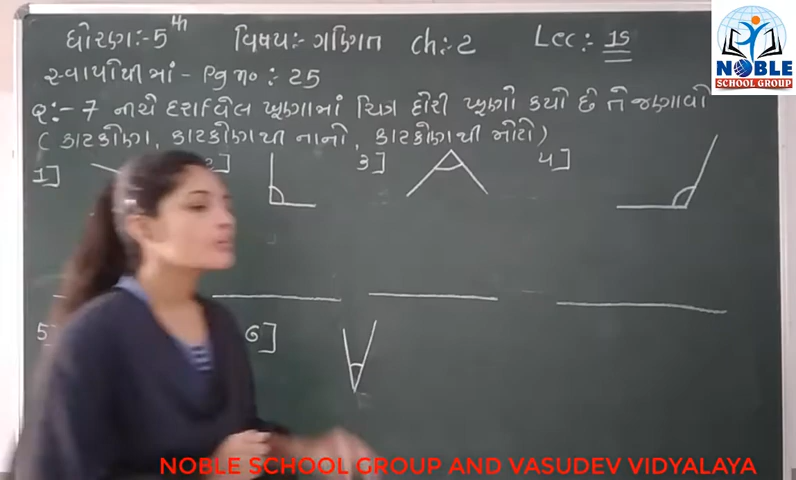 ધોરણ:-5th વિષય:- ગણિત Ch: 2 Lec:- 15
સ્વાપોથીમાં - Pg no : 25
Q:- 7 નીચે દર્શાવેલ ખૂણામાં ચિત્ર દોરી ખૂણો કયો છે તે જણાવો
( કાટકોણ, કાટકોણથી નાનો, કાટકોણથી મોટો)
1] 2] 3] 4]
5 6]
NOBLE
SCHOOL GROUP
NOBLE SCHOOL GROUP AND VASUDEV VIDYALAYA